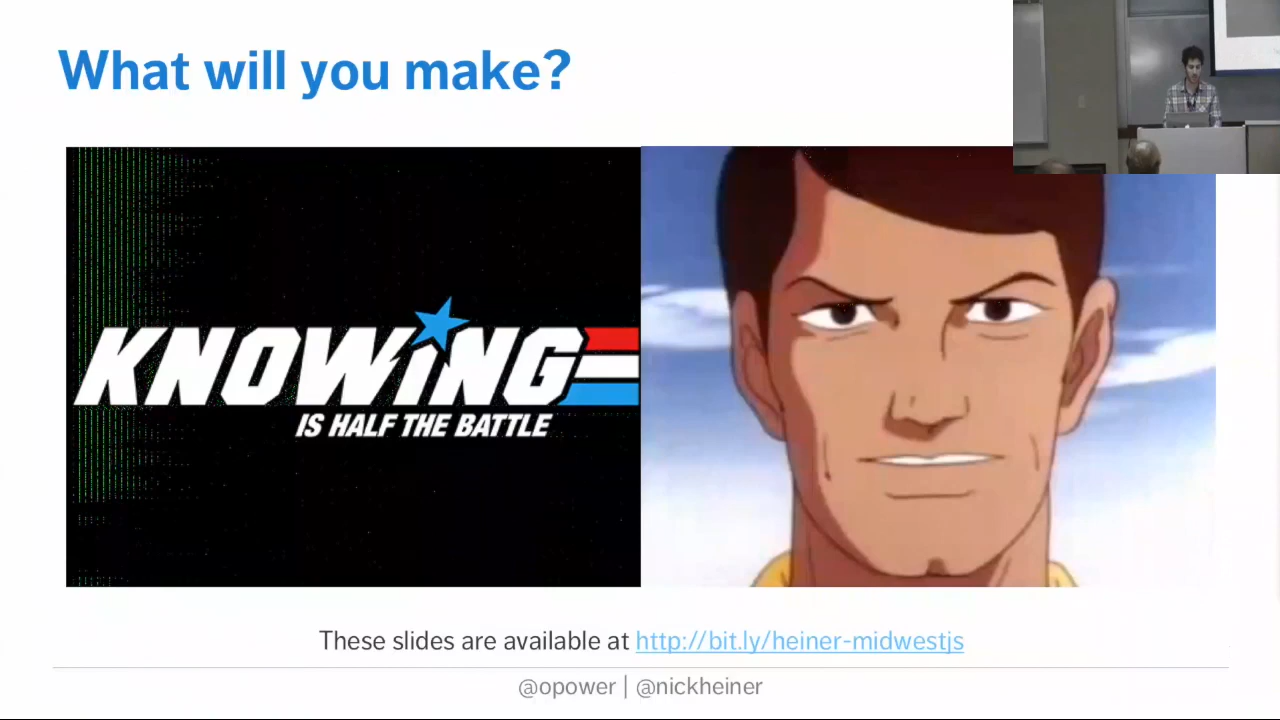 What will you make?
KNOWING
IS HALF THE BATTLE
These slides are available at http://bit.ly/heiner-midwestjs
@opower | @nickheiner